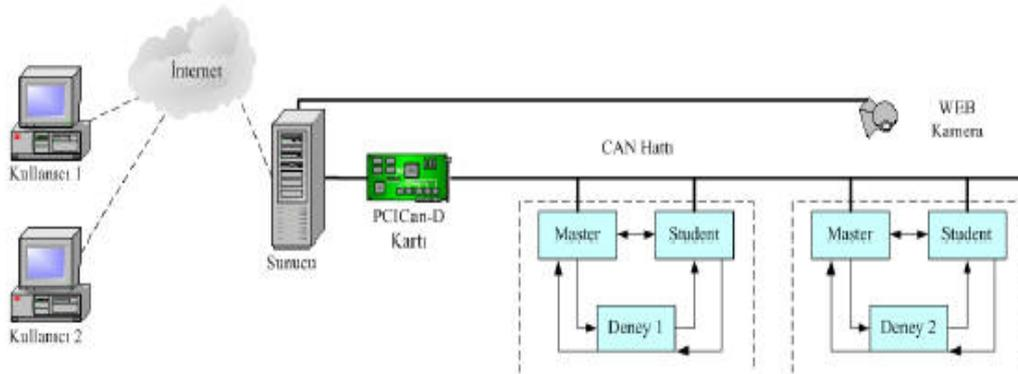 İnternet
Kullanıcı 1
Kullanıcı 2
Sunucu
PCICan-D
Kartı
CAN Hattı
WEB
Kamera
Master
Student
Deney 1
Master
Student
Deney 2